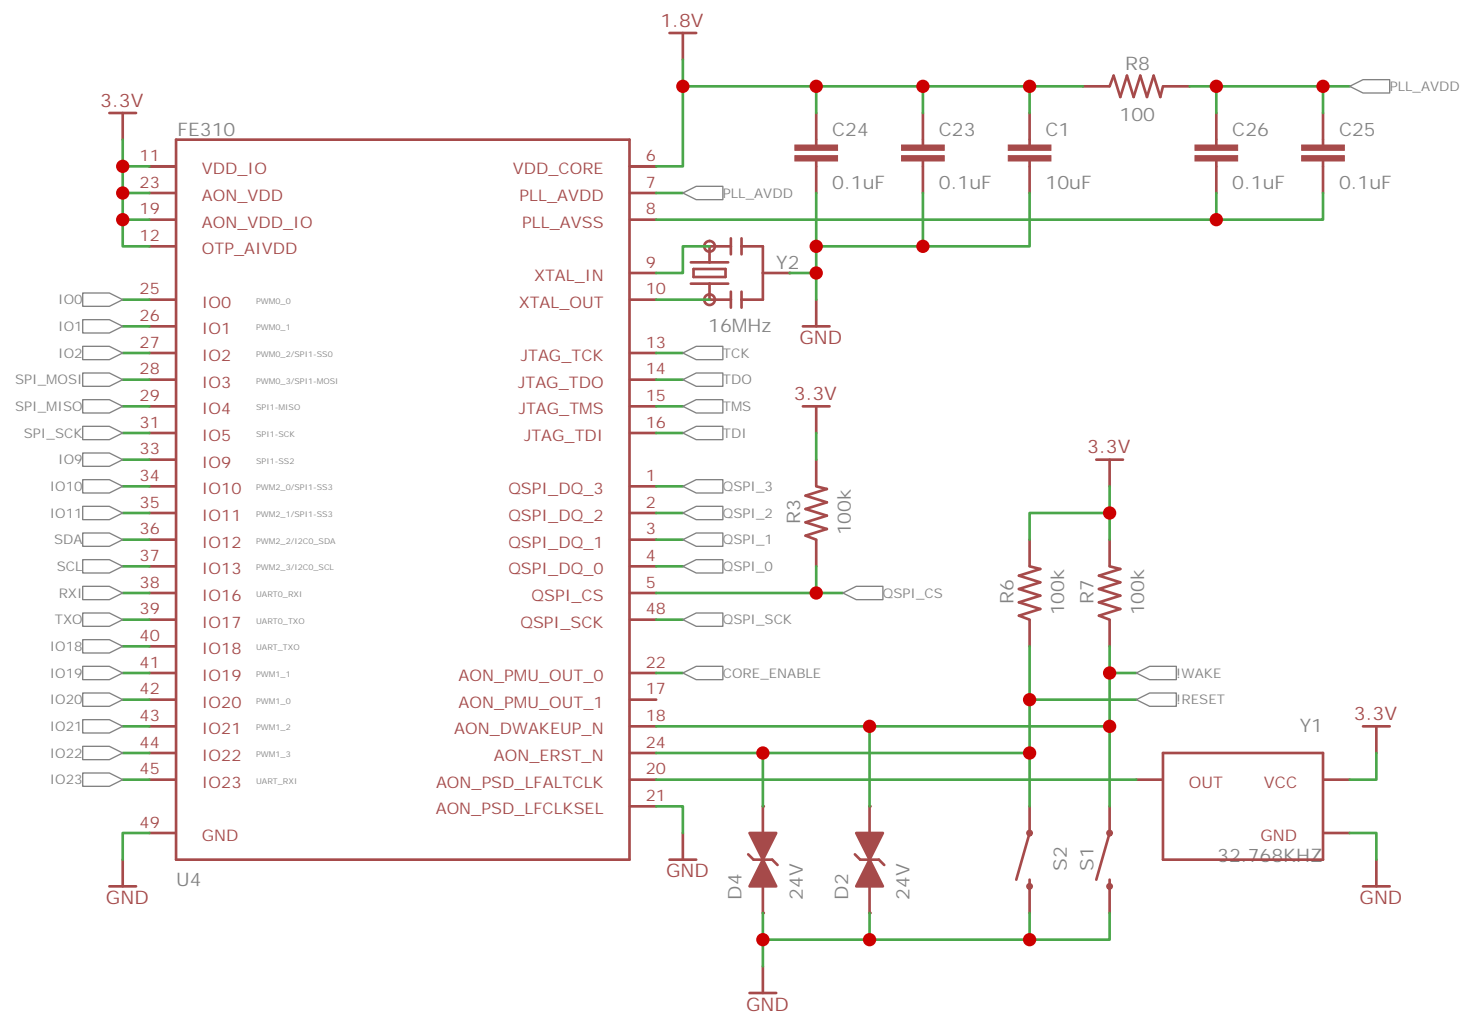 1.8V
R8
100
PLL_AVDD
C24
0.1uF
C23
0.1uF
C1
10uF
C26
0.1uF
C25
0.1uF
3.3V
FE310
11 VDD_IO
23 AON_VDD
19 AON_VDD_IO
12 OTP_AIVDD
IO0 25 IO0 PWM0_0
IO1 26 IO1 PWM0_1
IO2 27 IO2 PWM0_2/SPI1-SS0
SPI_MOSI 28 IO3 PWM0_3/SPI1-MOSI
SPI_MISO 29 IO4 SPI1-MISO
SPI_SCK 31 IO5 SPI1-SCK
IO9 33 IO9 SPI1-SS2
IO10 34 IO10 PWM2_0/SPI1-SS3
IO11 35 IO11 PWM2_1/SPI1-SS3
SDA 36 IO12 PWM2_2/I2C0_SDA
SCL 37 IO13 PWM2_3/I2C0_SCL
RXI 38 IO16 UART0_RXI
TXO 39 IO17 UART0_TXO
IO18 40 IO18 UART_TXO
IO19 41 IO19 PWM1_1
IO20 42 IO20 PWM1_0
IO21 43 IO21 PWM1_2
IO22 44 IO22 PWM1_3
IO23 45 IO23 UART_RXI
49 GND
GND
U4
VDD_CORE 6
PLL_AVDD 7 PLL_AVDD
PLL_AVSS 8
XTAL_IN 9
XTAL_OUT 10
Y2
16MHz
GND
JTAG_TCK 13 TCK
JTAG_TDO 14 TDO
JTAG_TMS 15 TMS
JTAG_TDI 16 TDI
QSPI_DQ_3 1 QSPI_3
QSPI_DQ_2 2 QSPI_2
QSPI_DQ_1 3 QSPI_1
QSPI_DQ_0 4 QSPI_0
QSPI_CS 5 QSPI_CS
QSPI_SCK 48 QSPI_SCK
AON_PMU_OUT_0 22 CORE_ENABLE
AON_PMU_OUT_1 17
AON_DWAKEUP_N 18
AON_ERST_N 24
AON_PSD_LFALTCLK 20
AON_PSD_LFCLKSEL 21
GND
3.3V
R3
100k
3.3V
R6
100k
R7
100k
!WAKE
!RESET
D4
24V
D2
24V
S2
S1
GND
Y1
3.3V
OUT VCC
GND
32.768KHZ
GND